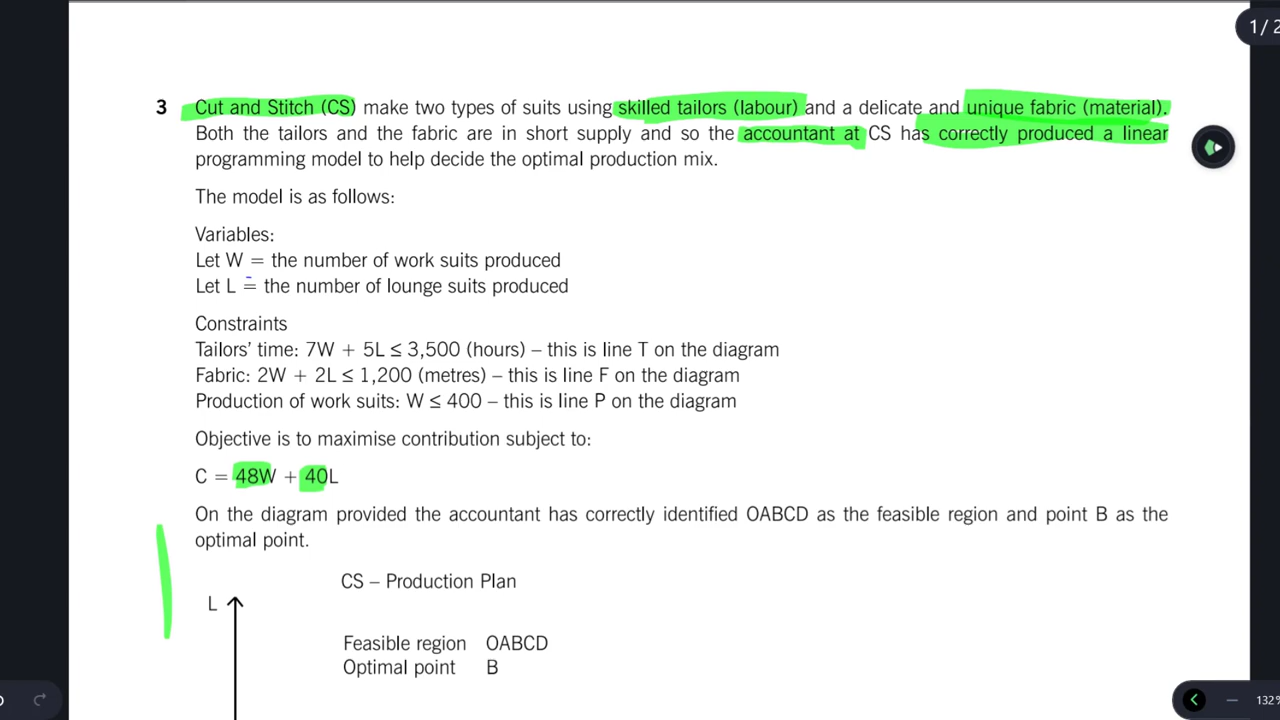 1/2
3 Cut and Stitch (CS) make two types of suits using skilled tailors (labour) and a delicate and unique fabric (material).
Both the tailors and the fabric are in short supply and so the accountant at CS has correctly produced a linear
programming model to help decide the optimal production mix.
The model is as follows:
Variables:
Let W = the number of work suits produced
Let L = the number of lounge suits produced
Constraints
Tailors’ time: 7W + 5L ≤ 3,500 (hours) – this is line T on the diagram
Fabric: 2W + 2L ≤ 1,200 (metres) – this is line F on the diagram
Production of work suits: W ≤ 400 – this is line P on the diagram
Objective is to maximise contribution subject to:
C = 48W + 40L
On the diagram provided the accountant has correctly identified OABCD as the feasible region and point B as the
optimal point.
CS – Production Plan
L
Feasible region OABCD
Optimal point B
132%